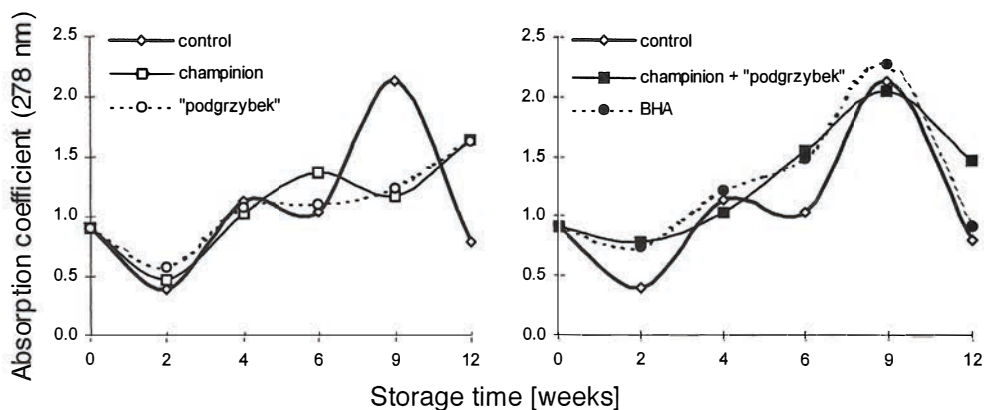 Absorption coefficient (278 nm)
2.5
2.0
1.5
1.0
0.5
0.0
control
champinion
"podgrzybek"
0 2 4 6 9 12
2.5
2.0
1.5
1.0
0.5
0.0
control
champinion + "podgrzybek"
BHA
0 2 4 6 9 12
Storage time [weeks]